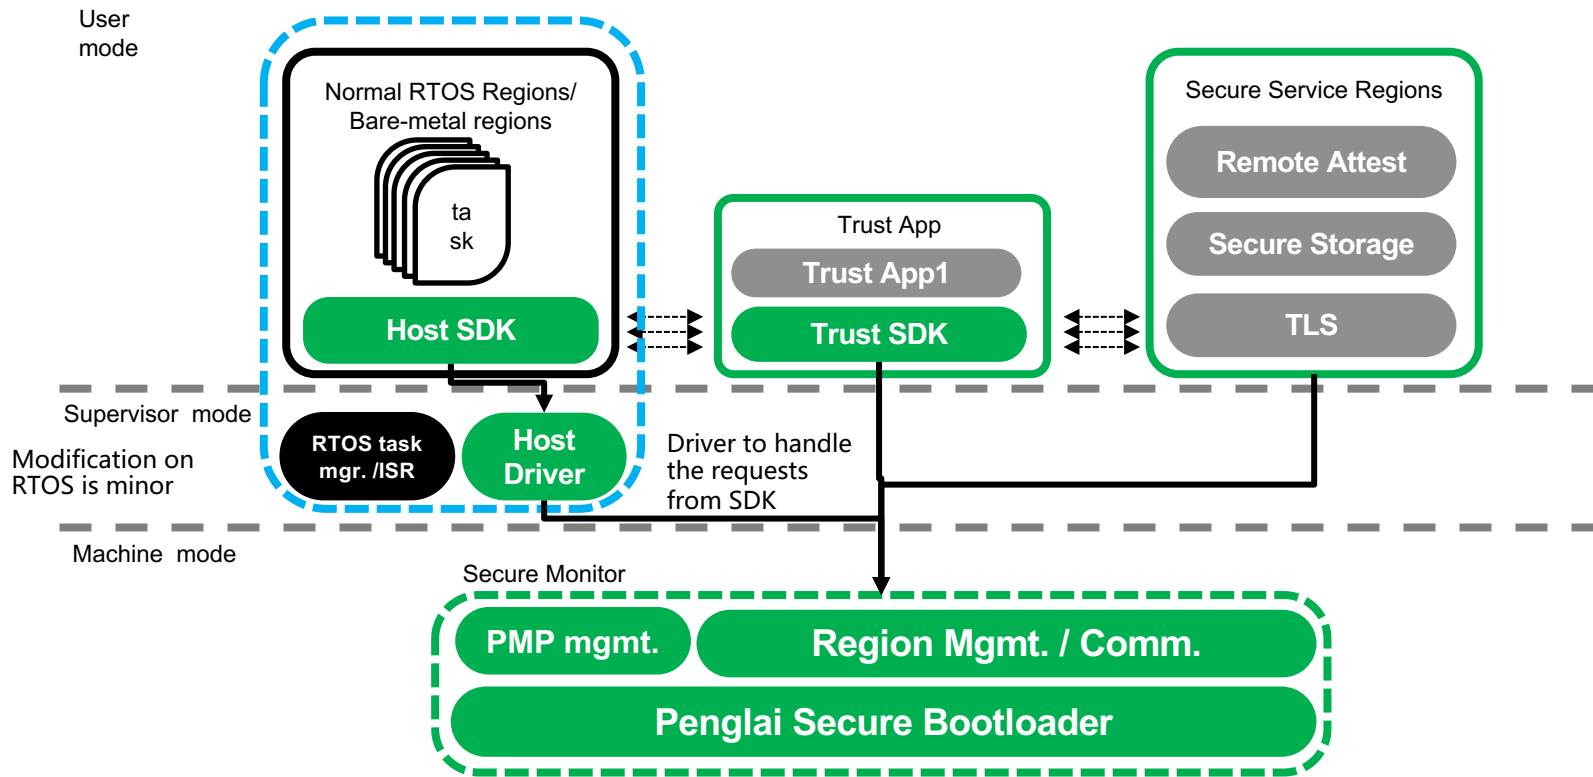 User
mode
Normal RTOS Regions/
Bare-metal regions
ta
sk
Host SDK
Trust App
Trust App1
Trust SDK
Secure Service Regions
Remote Attest
Secure Storage
TLS
Supervisor mode
Modification on
RTOS is minor
RTOS task
mgr. /ISR
Host
Driver
Driver to handle
the requests
from SDK
Machine mode
Secure Monitor
PMP mgmt.
Region Mgmt. / Comm.
Penglai Secure Bootloader